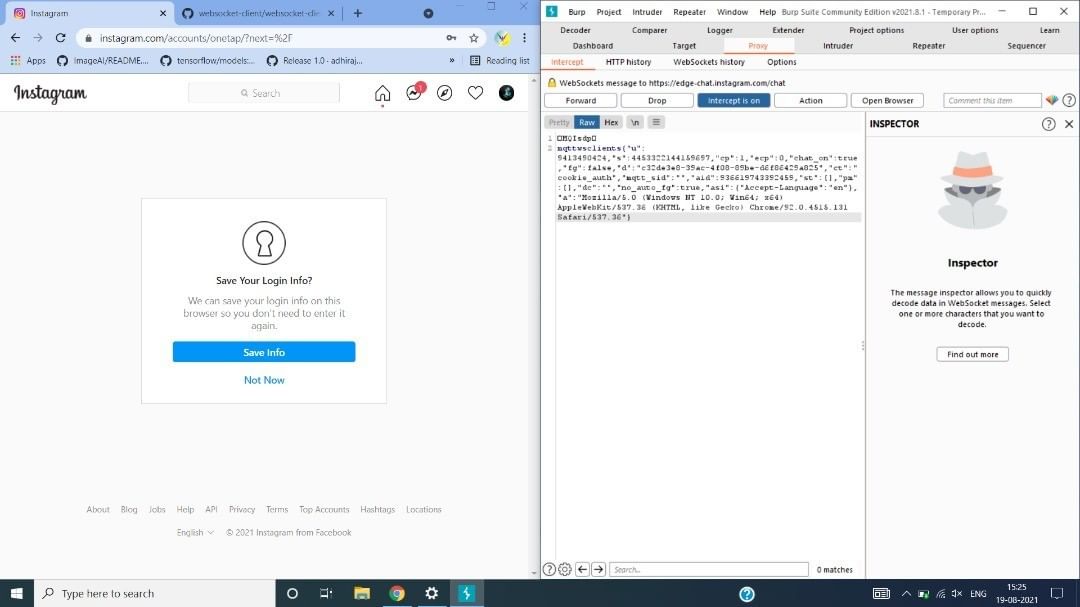 Instagram
websocket-client/websocket-clie
instagram.com/accounts/onetap/?next=%2F
Apps
ImageAI/README....
tensorflow/models:...
Release 1.0 - adhiraj...
»
Reading list
Instagram
Search
1
Save Your Login Info?
We can save your login info on this
browser so you don't need to enter it
again.
Save Info
Not Now
About
Blog
Jobs
Help
API
Privacy
Terms
Top Accounts
Hashtags
Locations
English
© 2021 Instagram from Facebook
Burp Project Intruder Repeater Window Help Burp Suite Community Edition v2021.8.1 - Temporary Pr...
Decoder Comparer Logger Extender Project options User options Learn
Dashboard Target Proxy Intruder Repeater Sequencer
Intercept HTTP history WebSockets history Options
WebSockets message to https://edge-chat.instagram.com/chat
Forward Drop Intercept is on Action Open Browser Comment this item
Pretty Raw Hex \n
INSPECTOR
1 MQIsdp
2 mqttwsclients{"u":
9413490424,"s":4453322144159697,"cp":1,"ecp":0,"chat_on":true
,"fg":false,"d":"c32de3e8-39ac-4f08-89be-d6f86429a825","ct":"
cookie_auth","mqtt_sid":"","aid":936619743392459,"st":[],"pm"
:[],"dc":"","no_auto_fg":true,"asi":{"Accept-Language":"en"},
"a":"Mozilla/5.0 (Windows NT 10.0; Win64; x64)
AppleWebKit/537.36 (KHTML, like Gecko) Chrome/92.0.4515.131
Safari/537.36"}
Inspector
The message inspector allows you to quickly
decode data in WebSocket messages. Select
one or more characters that you want to
decode.
Find out more
Search...
0 matches
Type here to search
ENG
15:25
19-08-2021